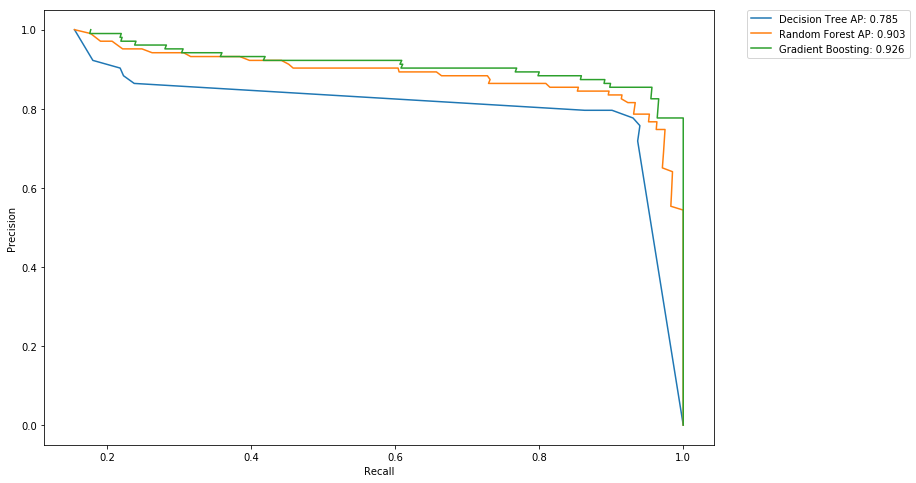 Decision Tree AP: 0.785
Random Forest AP: 0.903
Gradient Boosting: 0.926
1.0
0.8
0.6
0.4
0.2
0.0
Precision
0.2
0.4
0.6
0.8
1.0
Recall